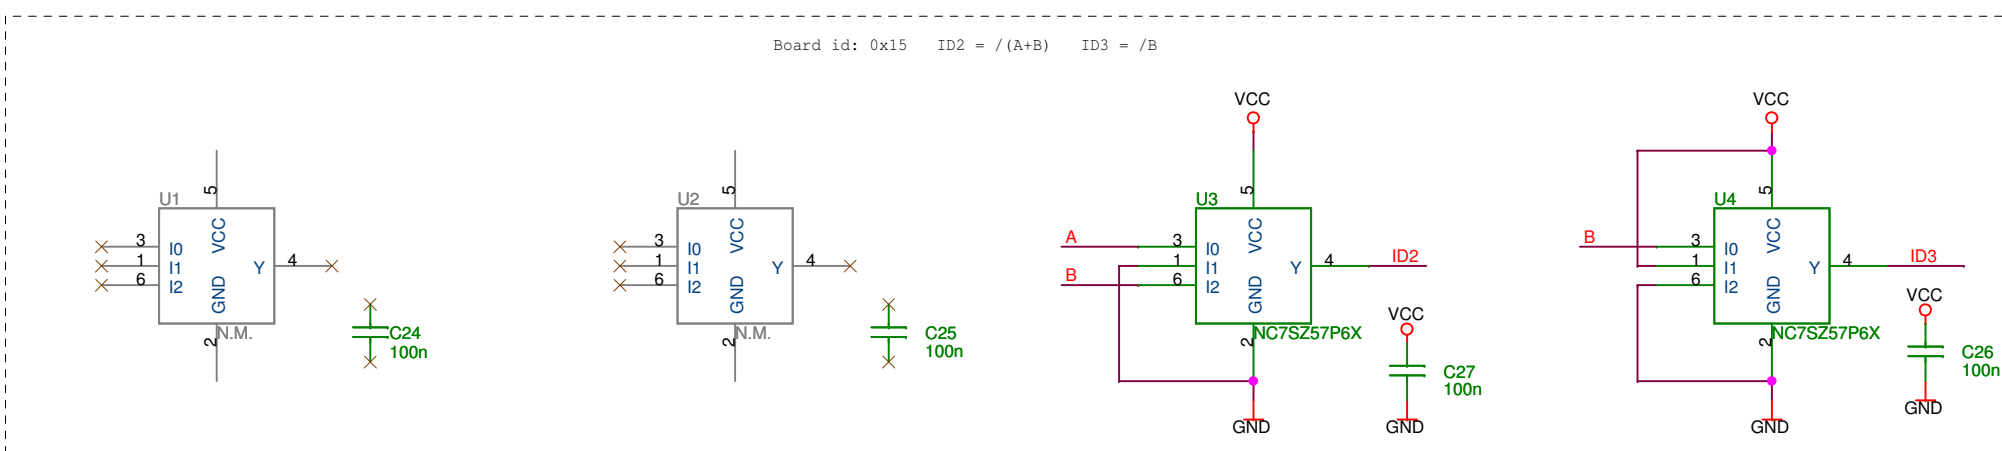 Board id: 0x15   ID2 = /(A+B)   ID3 = /B
U1
5
VCC
3
I0
1
I1
6
I2
Y
4
GND
2
N.M.
C24
100n
U2
5
VCC
3
I0
1
I1
6
I2
Y
4
GND
2
N.M.
C25
100n
VCC
U3
5
VCC
A
3
I0
1
I1
B
6
I2
Y
4
ID2
GND
2
NC7SZ57P6X
GND
VCC
C27
100n
GND
VCC
U4
5
VCC
B
3
I0
1
I1
6
I2
Y
4
ID3
GND
2
NC7SZ57P6X
GND
VCC
C26
100n
GND